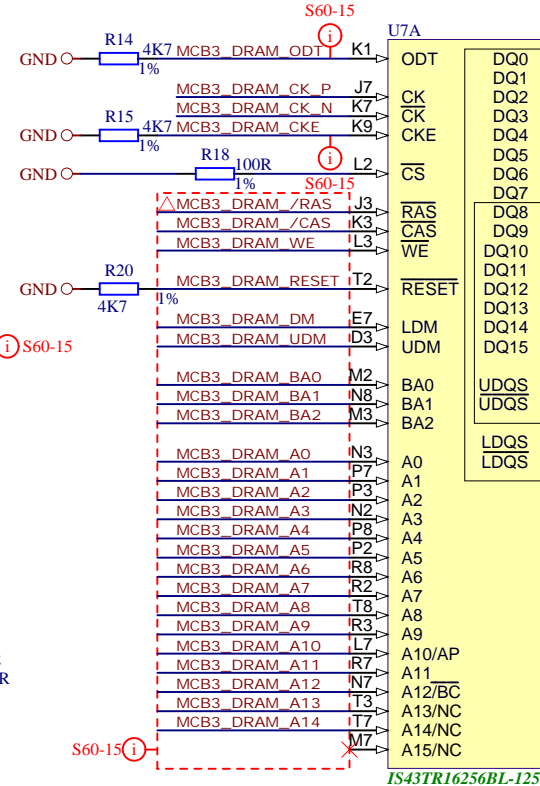 S60-15
U7A
R14
GND 4K7 MCB3_DRAM_ODT K1 ODT DQ0
1% DQ1
MCB3_DRAM_CK_P J7 CK DQ2
MCB3_DRAM_CK_N K7 CK DQ3
R15
GND 4K7 MCB3_DRAM_CKE K9 CKE DQ4
1% DQ5
R18
GND 100R L2 CS DQ6
1% S60-15 DQ7
MCB3_DRAM_/RAS J3 RAS DQ8
MCB3_DRAM_/CAS K3 CAS DQ9
MCB3_DRAM_WE L3 WE DQ10
R20 DQ11
GND 4K7 1% MCB3_DRAM_RESET T2 RESET DQ12
DQ13
MCB3_DRAM_DM E7 LDM DQ14
i S60-15 MCB3_DRAM_UDM D3 UDM DQ15
MCB3_DRAM_BA0 M2 BA0 UDQS
MCB3_DRAM_BA1 N8 BA1 UDQS
MCB3_DRAM_BA2 M3 BA2
LDQS
MCB3_DRAM_A0 N3 A0 LDQS
MCB3_DRAM_A1 P7 A1
MCB3_DRAM_A2 P3 A2
MCB3_DRAM_A3 N2 A3
MCB3_DRAM_A4 P8 A4
MCB3_DRAM_A5 P2 A5
MCB3_DRAM_A6 R8 A6
MCB3_DRAM_A7 R2 A7
MCB3_DRAM_A8 T8 A8
MCB3_DRAM_A9 R3 A9
MCB3_DRAM_A10 L7 A10/AP
R MCB3_DRAM_A11 R7 A11
MCB3_DRAM_A12 N7 A12/BC
MCB3_DRAM_A13 T3 A13/NC
MCB3_DRAM_A14 T7 A14/NC
S60-15 i M7 A15/NC
IS43TR16256BL-125